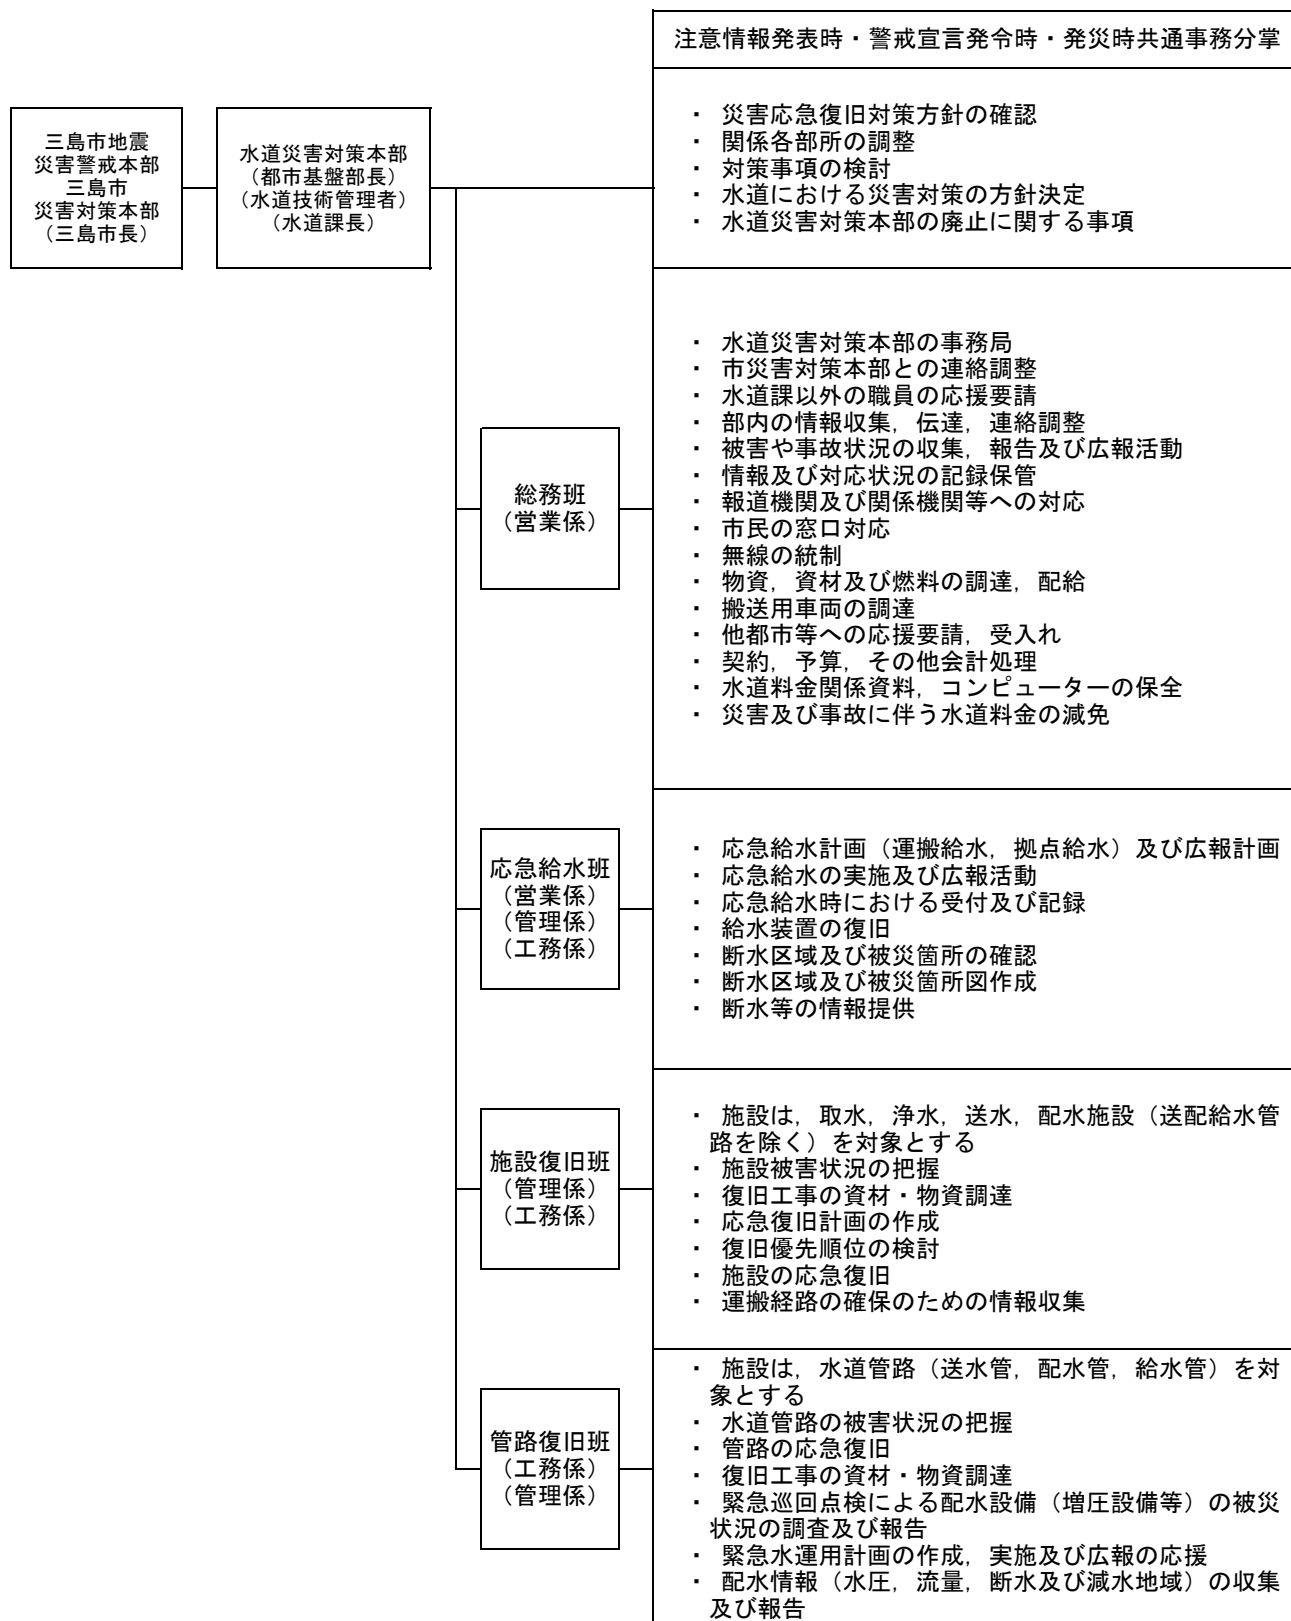 注意情報発表時・警戒宣言発令時・発災時共通事務分掌
三島市地震
災害警戒本部
三島市
災害対策本部
（三島市長）
水道災害対策本部
（都市基盤部長）
（水道技術管理者）
（水道課長）
・ 災害応急復旧対策方針の確認
・ 関係各部所の調整
・ 対策事項の検討
・ 水道における災害対策の方針決定
・ 水道災害対策本部の廃止に関する事項
総務班
（営業係）
・ 水道災害対策本部の事務局
・ 市災害対策本部との連絡調整
・ 水道課以外の職員の応援要請
・ 部内の情報収集，伝達，連絡調整
・ 被害や事故状況の収集，報告及び広報活動
・ 情報及び対応状況の記録保管
・ 報道機関及び関係機関等への対応
・ 市民の窓口対応
・ 無線の統制
・ 物資，資材及び燃料の調達，配給
・ 搬送用車両の調達
・ 他都市等への応援要請，受入れ
・ 契約，予算，その他会計処理
・ 水道料金関係資料，コンピューターの保全
・ 災害及び事故に伴う水道料金の減免
応急給水班
（営業係）
（管理係）
（工務係）
・ 応急給水計画（運搬給水，拠点給水）及び広報計画
・ 応急給水の実施及び広報活動
・ 応急給水時における受付及び記録
・ 給水装置の復旧
・ 断水区域及び被災箇所の確認
・ 断水区域及び被災箇所図作成
・ 断水等の情報提供
施設復旧班
（管理係）
（工務係）
・ 施設は，取水，浄水，送水，配水施設（送配給水管
路を除く）を対象とする
・ 施設被害状況の把握
・ 復旧工事の資材・物資調達
・ 応急復旧計画の作成
・ 復旧優先順位の検討
・ 施設の応急復旧
・ 運搬経路の確保のための情報収集
管路復旧班
（工務係）
（管理係）
・ 施設は，水道管路（送水管，配水管，給水管）を対
象とする
・ 水道管路の被害状況の把握
・ 管路の応急復旧
・ 復旧工事の資材・物資調達
・ 緊急巡回点検による配水設備（増圧設備等）の被災
状況の調査及び報告
・ 緊急水運用計画の作成，実施及び広報の応援
・ 配水情報（水圧，流量，断水及び減水地域）の収集
及び報告